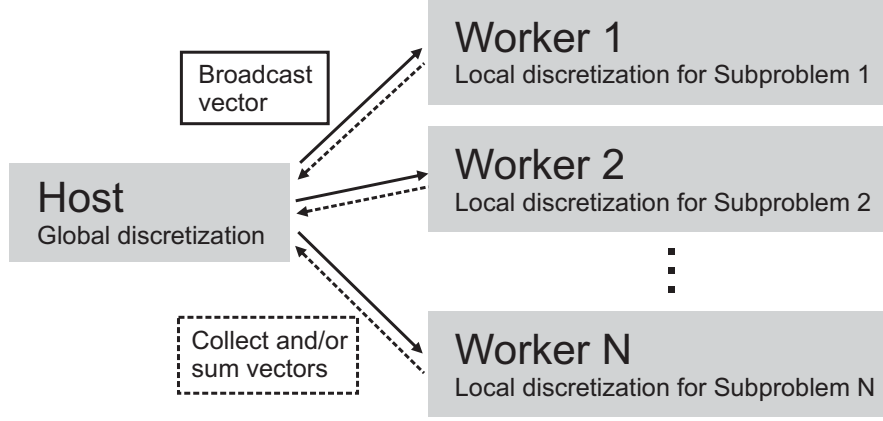 Worker 1
Local discretization for Subproblem 1
Broadcast
vector
Worker 2
Local discretization for Subproblem 2
Host
Global discretization
Collect and/or
sum vectors
Worker N
Local discretization for Subproblem N